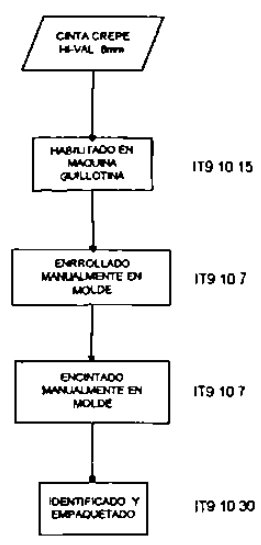 CINTA CREPE
HI-VAL 6mm
HABILITADO EN
MAQUINA
GUILLOTINA
IT9 10 15
ENRROLLADO
MANUALMENTE EN
MOLDE
IT9 10 7
ENCINTADO
MANUALMENTE EN
MOLDE
IT9 10 7
IDENTIFICADO Y
EMPAQUETADO
IT9 10 30